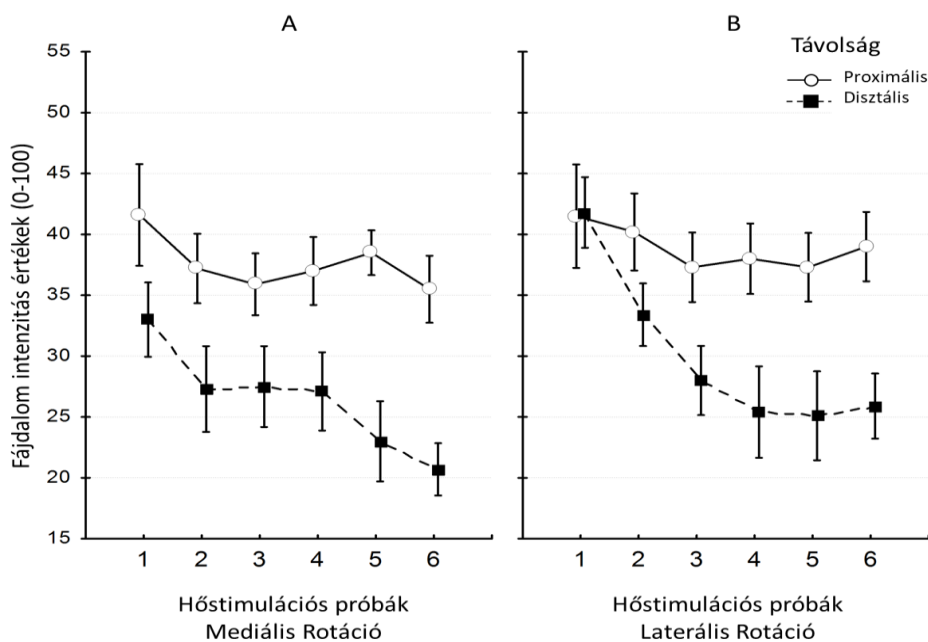 A
B
Távolság
Proximális
Disztális
Fájdalom intenzitás értékek (0-100)
55
50
45
40
35
30
25
20
15
1 2 3 4 5 6
1 2 3 4 5 6
Hőstimulációs próbák
Mediális Rotáció
Hőstimulációs próbák
Laterális Rotáció